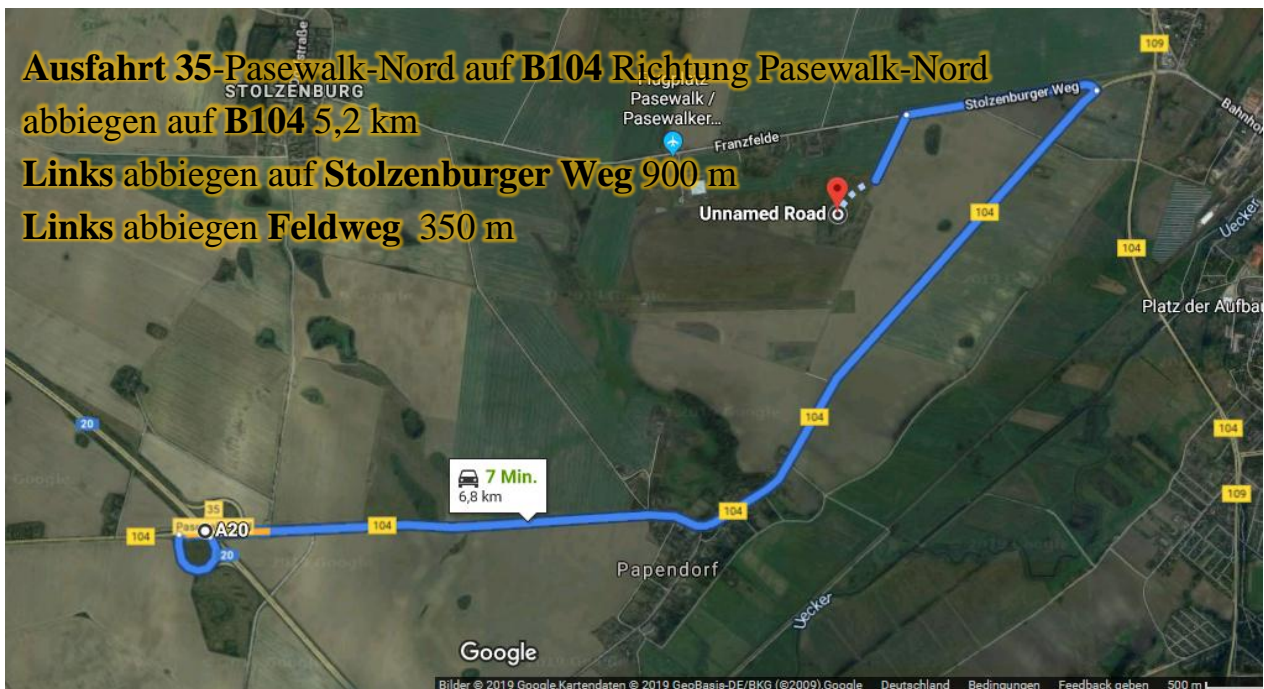 Ausfahrt 35-Pasewalk-Nord auf B104 Richtung Pasewalk-Nord
abbiegen auf B104 5,2 km
Links abbiegen auf Stolzenburger Weg 900 m
Links abbiegen Feldweg 350 m
STOLZENBURG
Flugplatz
Pasewalk /
Pasewalker...
Franzfelde
Stolzenburger Weg
109
Bahnhof
Unnamed Road
104
104
Uecker
Platz der Aufbau
104
20
104
109
7 Min.
6,8 km
35
104
A20
104
104
20
Papendorf
Uecker
Google
Bilder © 2019 Google,Kartendaten © 2019 GeoBasis-DE/BKG (©2009),Google Deutschland Bedingungen Feedback geben 500 m